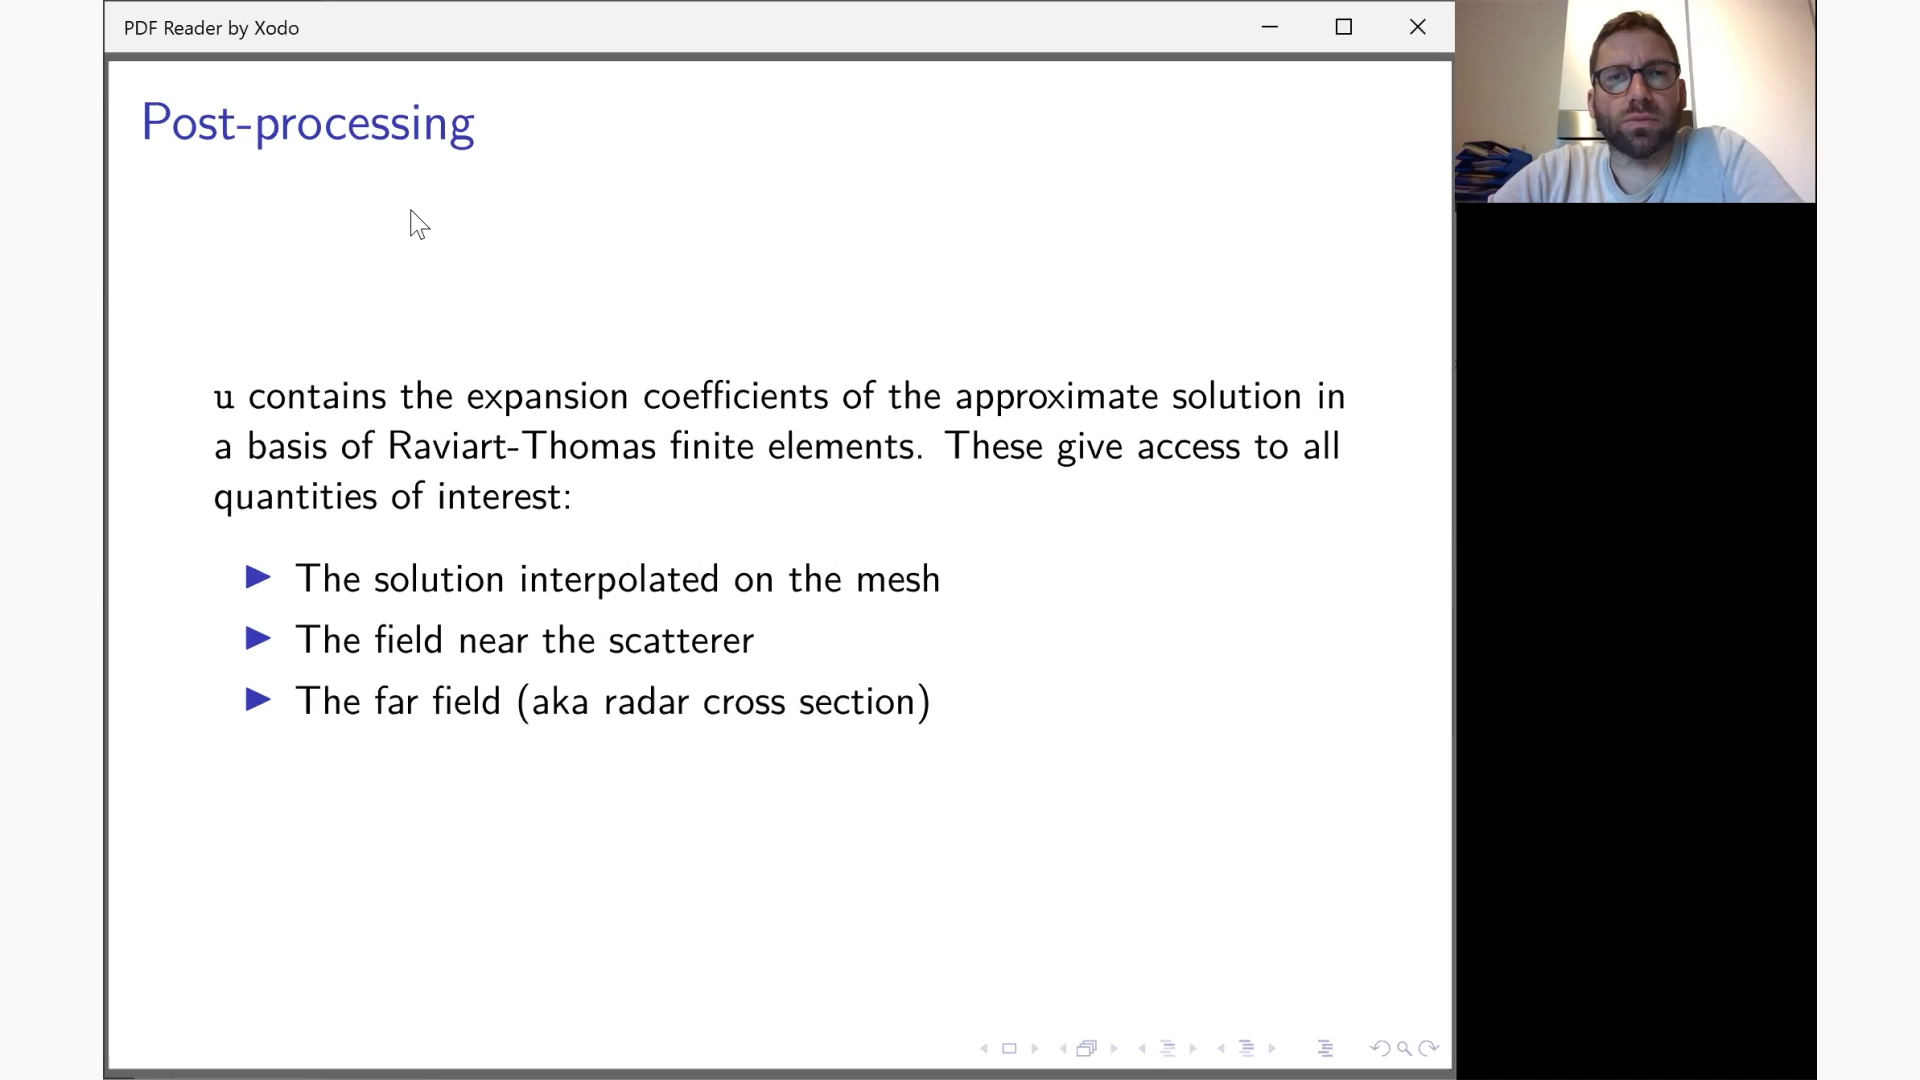 PDF Reader by Xodo
Post-processing
u contains the expansion coefficients of the approximate solution in
a basis of Raviart-Thomas finite elements. These give access to all
quantities of interest:
The solution interpolated on the mesh
The field near the scatterer
The far field (aka radar cross section)